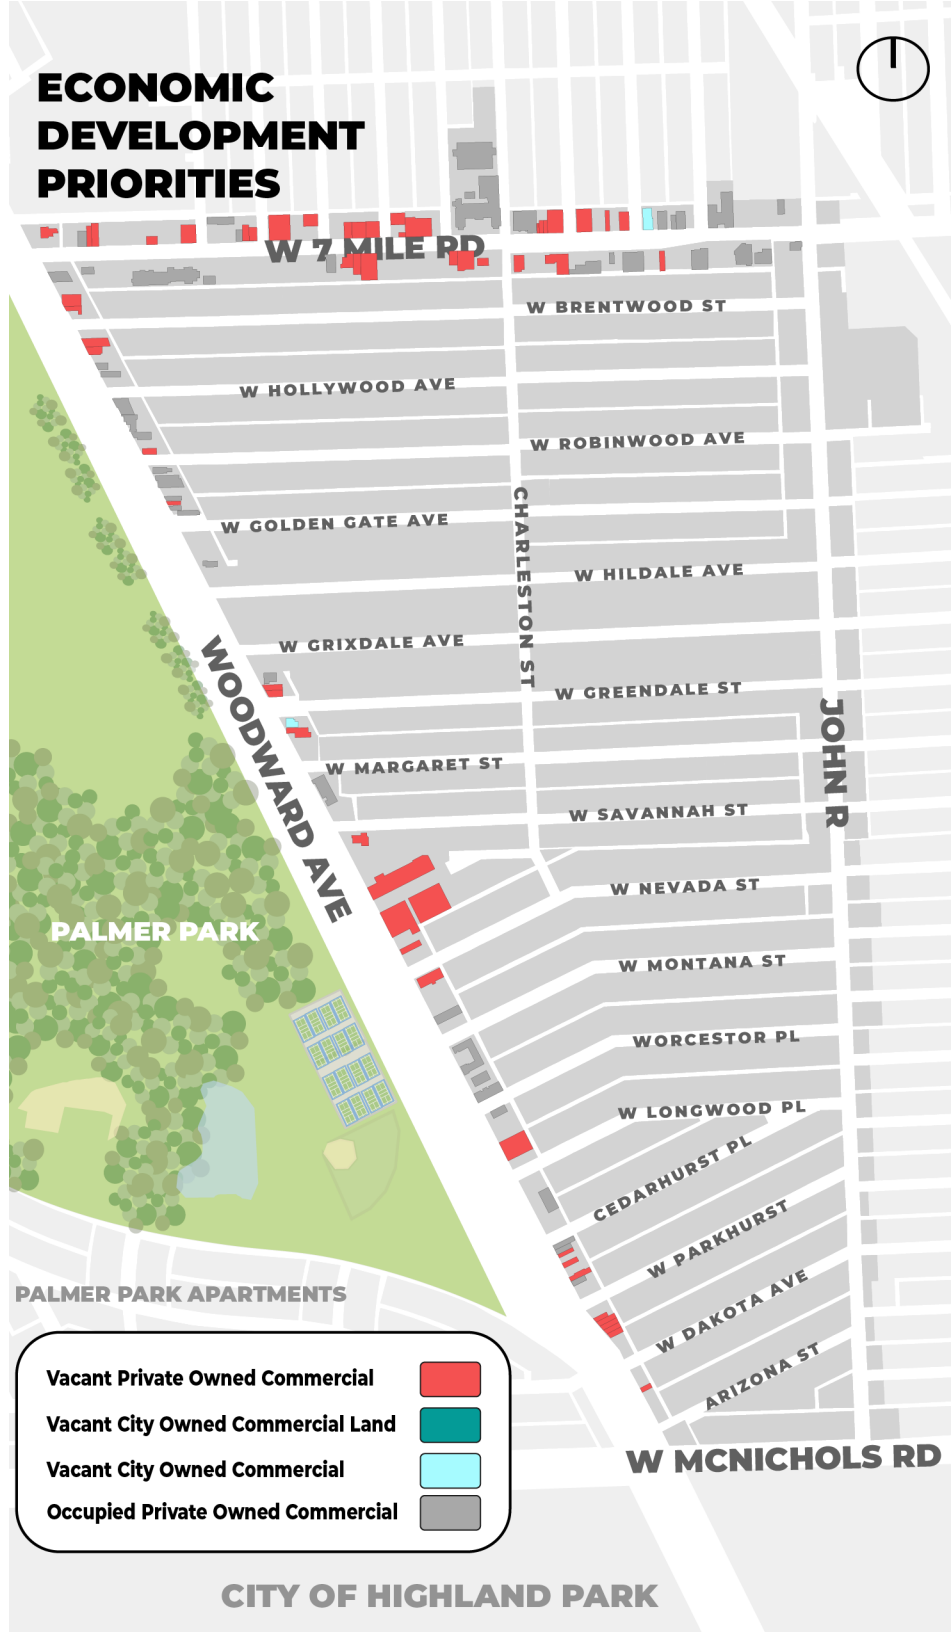 ECONOMIC
DEVELOPMENT
PRIORITIES
W 7 MILE RD
W BRENTWOOD ST
W HOLLYWOOD AVE
W ROBINWOOD AVE
CHARLESTON ST
W GOLDEN GATE AVE
W HILDALE AVE
W GRIXDALE AVE
WOODWARD AVE
W GREENDALE ST
JOHN R
W MARGARET ST
W SAVANNAH ST
W NEVADA ST
PALMER PARK
W MONTANA ST
WORCESTOR PL
W LONGWOOD PL
CEDARHURST PL
W PARKHURST
PALMER PARK APARTMENTS
W DAKOTA AVE
ARIZONA ST
Vacant Private Owned Commercial
Vacant City Owned Commercial Land
Vacant City Owned Commercial
Occupied Private Owned Commercial
W MCNICHOLS RD
CITY OF HIGHLAND PARK